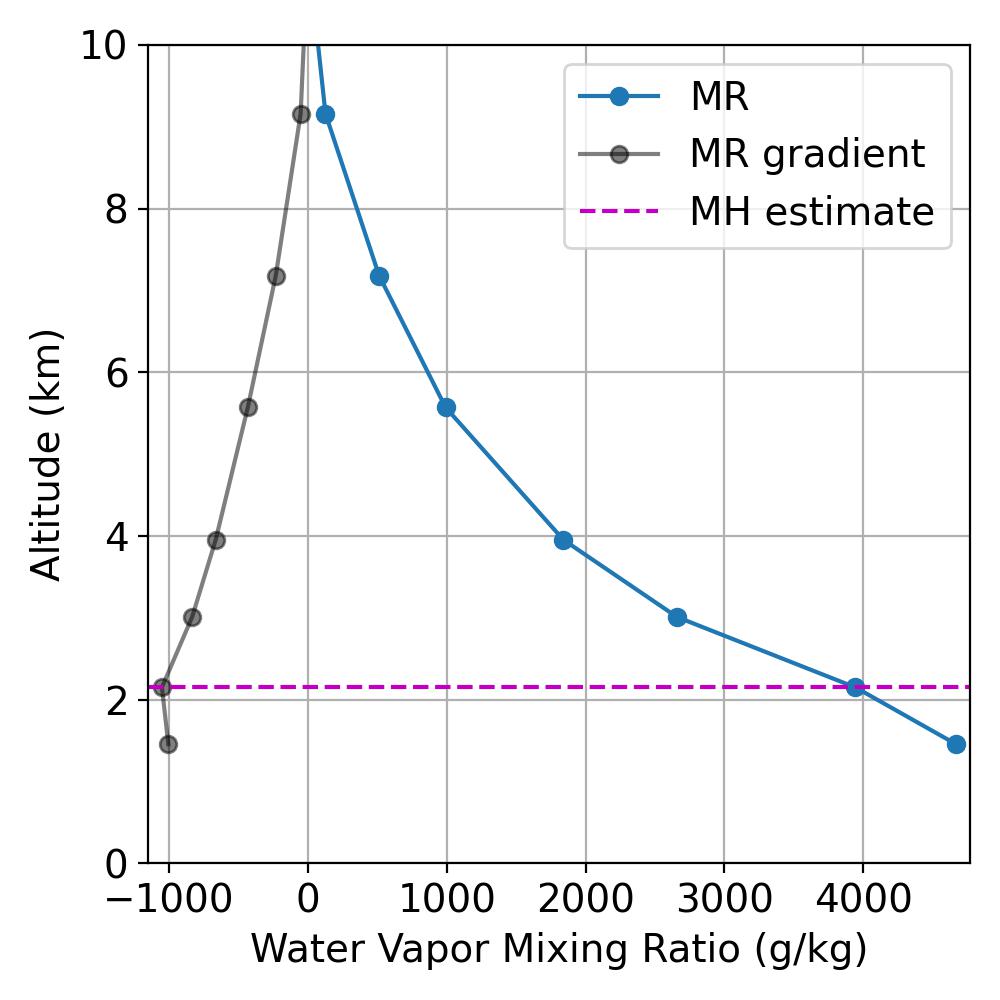 10
8
6
4
2
0
Altitude (km)
MR
MR gradient
MH estimate
−1000 0 1000 2000 3000 4000
Water Vapor Mixing Ratio (g/kg)